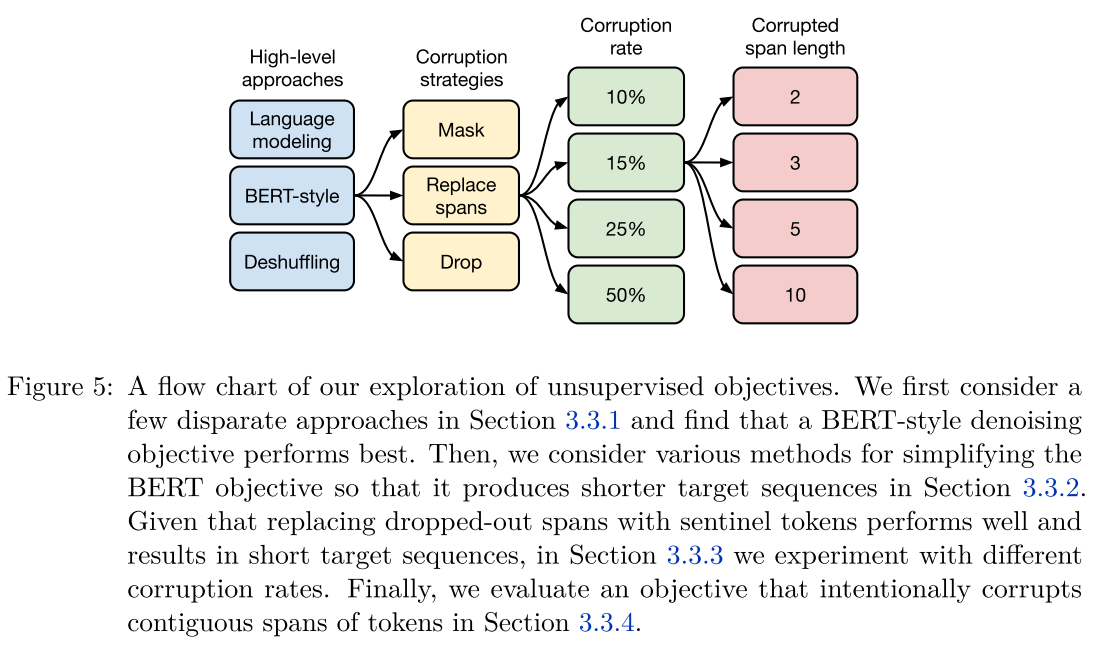 High-level
approaches
Language
modeling
BERT-style
Deshuffling
Corruption
strategies
Mask
Replace
spans
Drop
Corruption
rate
10%
15%
25%
50%
Corrupted
span length
2
3
5
10
Figure 5: A flow chart of our exploration of unsupervised objectives. We first consider a
few disparate approaches in Section 3.3.1 and find that a BERT-style denoising
objective performs best. Then, we consider various methods for simplifying the
BERT objective so that it produces shorter target sequences in Section 3.3.2.
Given that replacing dropped-out spans with sentinel tokens performs well and
results in short target sequences, in Section 3.3.3 we experiment with different
corruption rates. Finally, we evaluate an objective that intentionally corrupts
contiguous spans of tokens in Section 3.3.4.